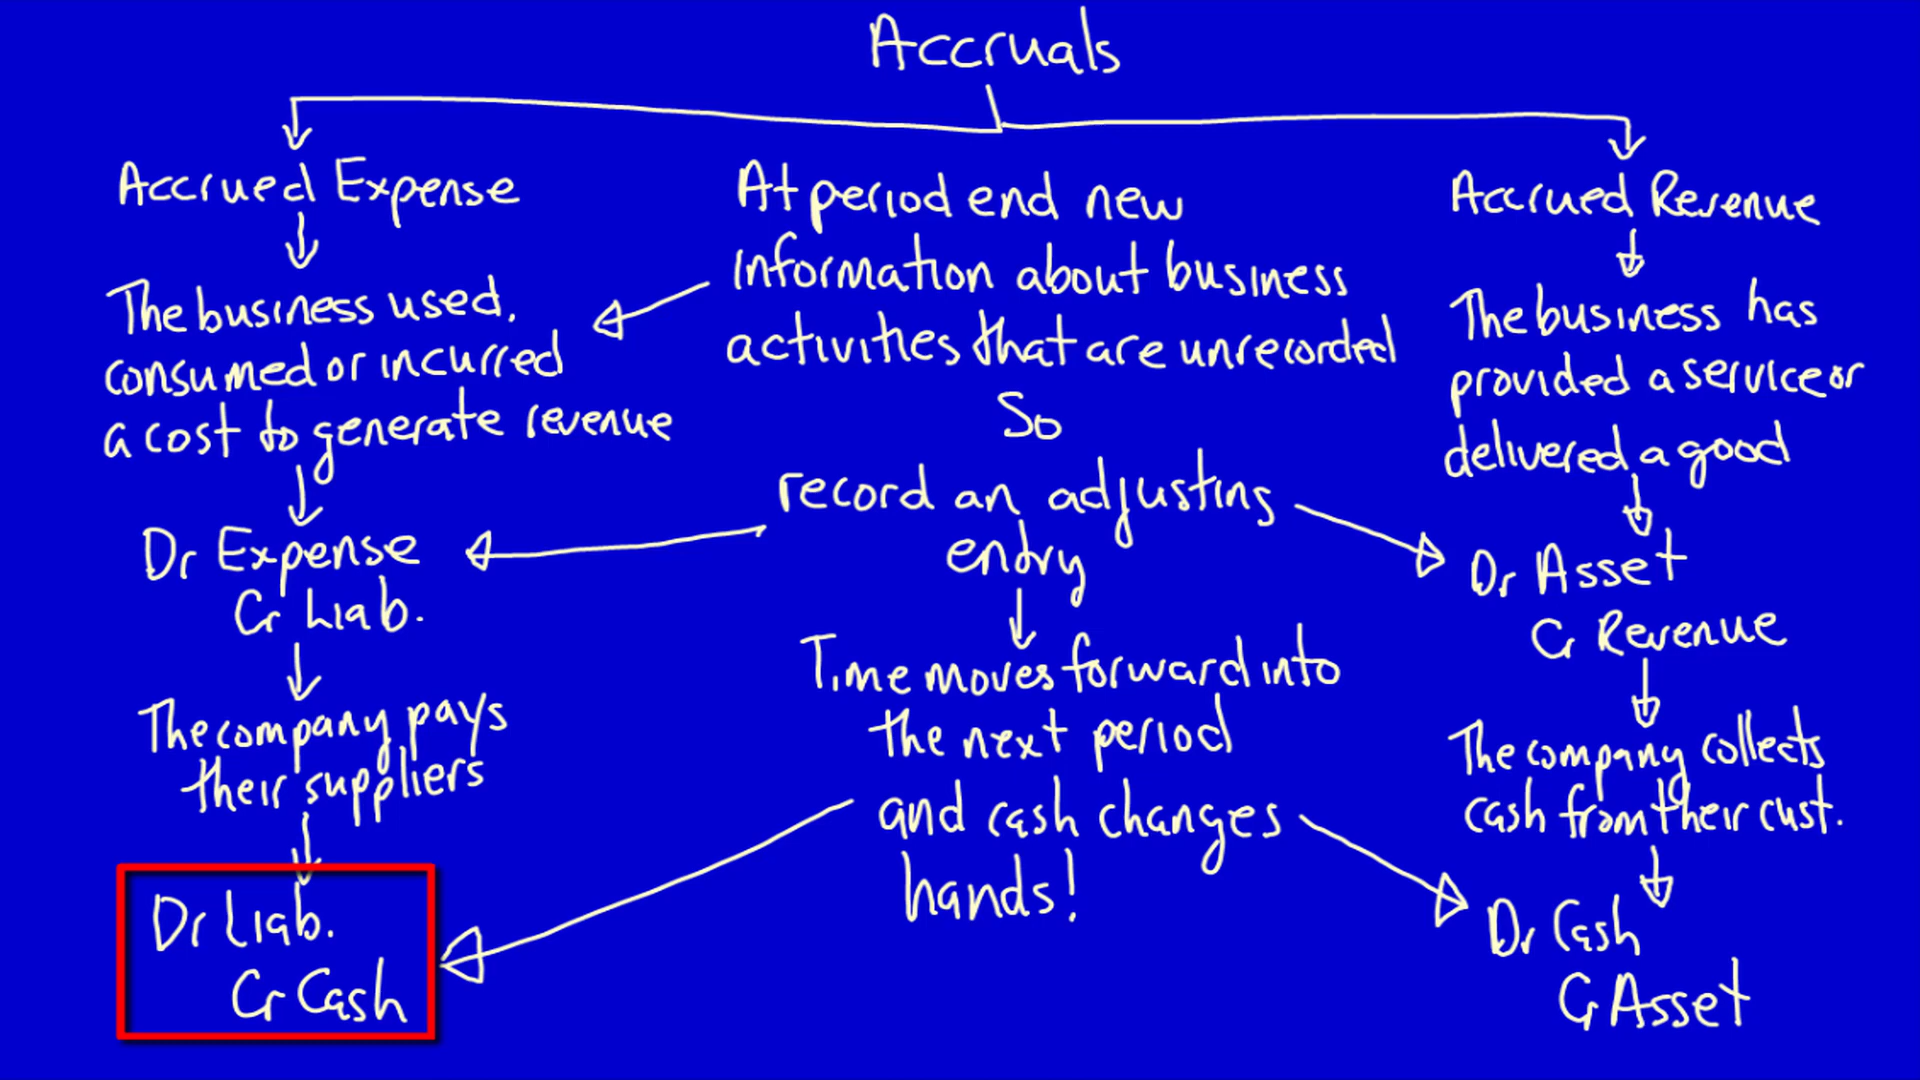 Accruals
Accrued Expense
The business used,
consumed or incurred
a cost to generate revenue
Dr Expense
Cr Liab.
The company pays
their suppliers
Dr Liab.
Cr Cash
At period end new
information about business
activities that are unrecorded
So
record an adjusting
entry
Time moves forward into
the next period
and cash changes
hands!
Accrued Revenue
The business has
provided a service or
delivered a good
Dr Asset
Cr Revenue
The company collects
cash from their cust.
Dr Cash
Cr Asset